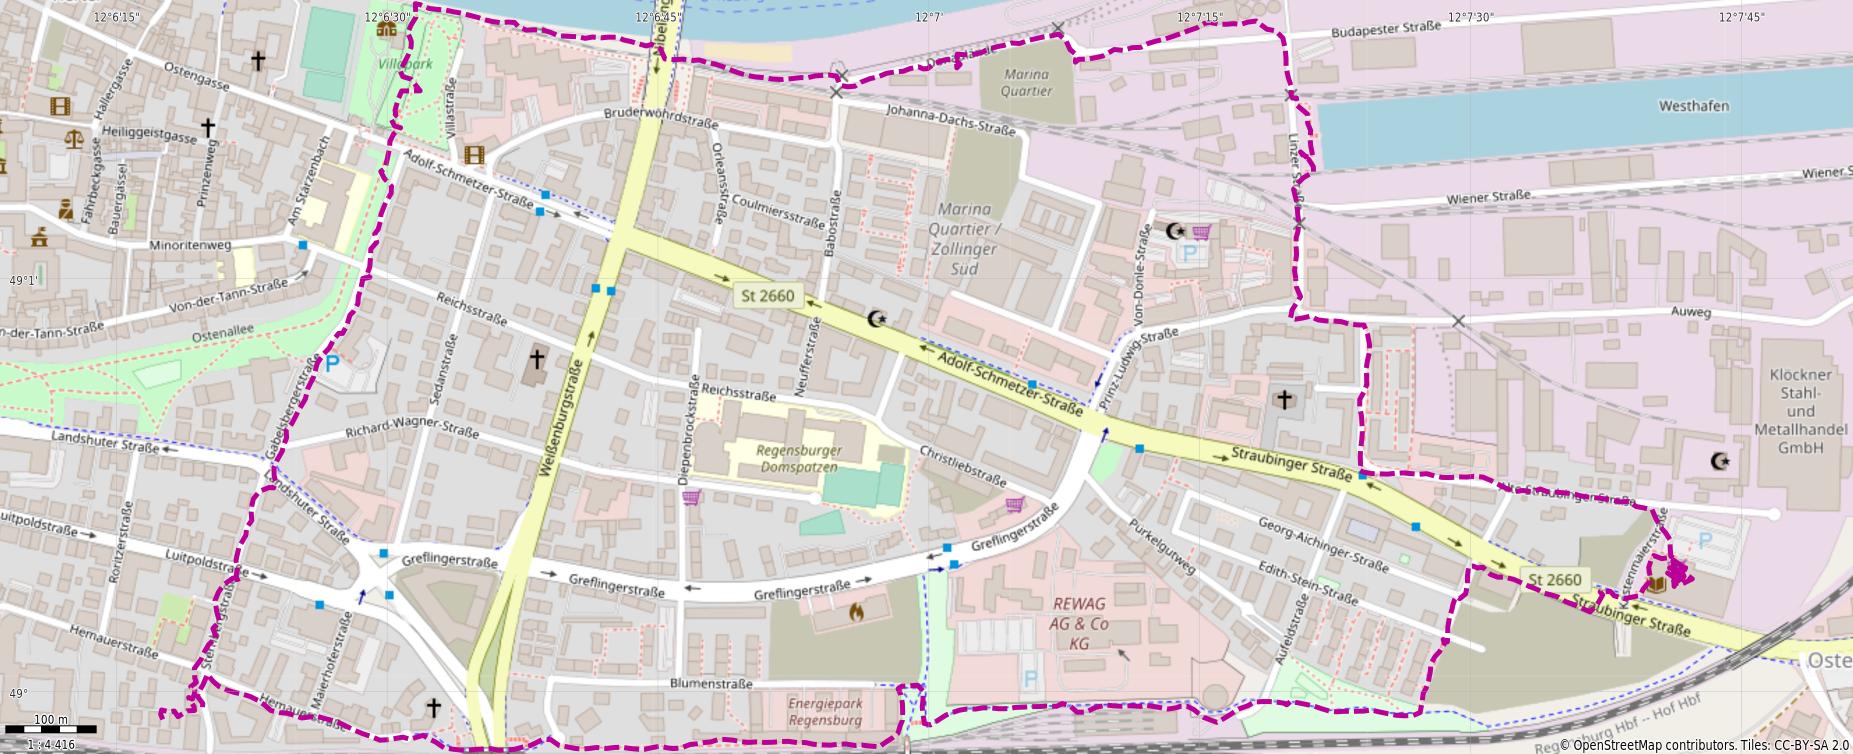 12°6'15"
12°6'30"
12°6'45"
12°7'
12°7'15"
12°7'30"
12°7'45"
Budapester Straße
Ostengasse
Villapark
Hallergasse
Villastraße
Donaulände
Marina
Quartier
Westhafen
Bruderwöhrdstraße
Johanna-Dachs-Straße
Heiliggeistgasse
Fahrbeckgasse
Bauergässel
Prinzenweg
Am Stärzenbach
Adolf-Schmetzer-Straße
Orleansstraße
Coulmiersstraße
Babostraße
Marina
Quartier /
Zollinger
Süd
Linzer Str
Wiener Straße
Wiener S
Minoritenweg
Von-Donle-Straße
49°1'
Von-der-Tann-Straße
n-der-Tann-Straße
Ostenallee
Reichsstraße
St 2660
Auweg
P
P
Sedanstraße
Gabelsbergerstraße
Weißenburgstraße
Neufferstraße
Adolf-Schmetzer-Straße
Prinz-Ludwig-Straße
Klöckner
Stahl-
und
Metallhandel
GmbH
Reichsstraße
Diepenbrockstraße
Landshuter Straße
Richard-Wagner-Straße
Regensburger
Domspatzen
Christliebstraße
Straubinger Straße
Landshuter Straße
Alte Straubinger Straße
uitpoldstraße
Roritzerstraße
Luitpoldstraße
Greflingerstraße
Greflingerstraße
Greflingerstraße
Greflingerstraße
Purkelgutweg
Georg-Aichinger-Straße
Edith-Stein-Straße
P
St 2660
Straubinger Straße
REWAG
AG & Co
KG
P
Aufeldstraße
Hemauerstraße
Maierhoferstraße
Blumenstraße
Energiepark
Regensburg
Oste
49°
Hemauerstraße
100 m
1 : 4 416
Hbf -- Hof Hbf
© OpenStreetMap contributors. Tiles: CC-BY-SA 2.0